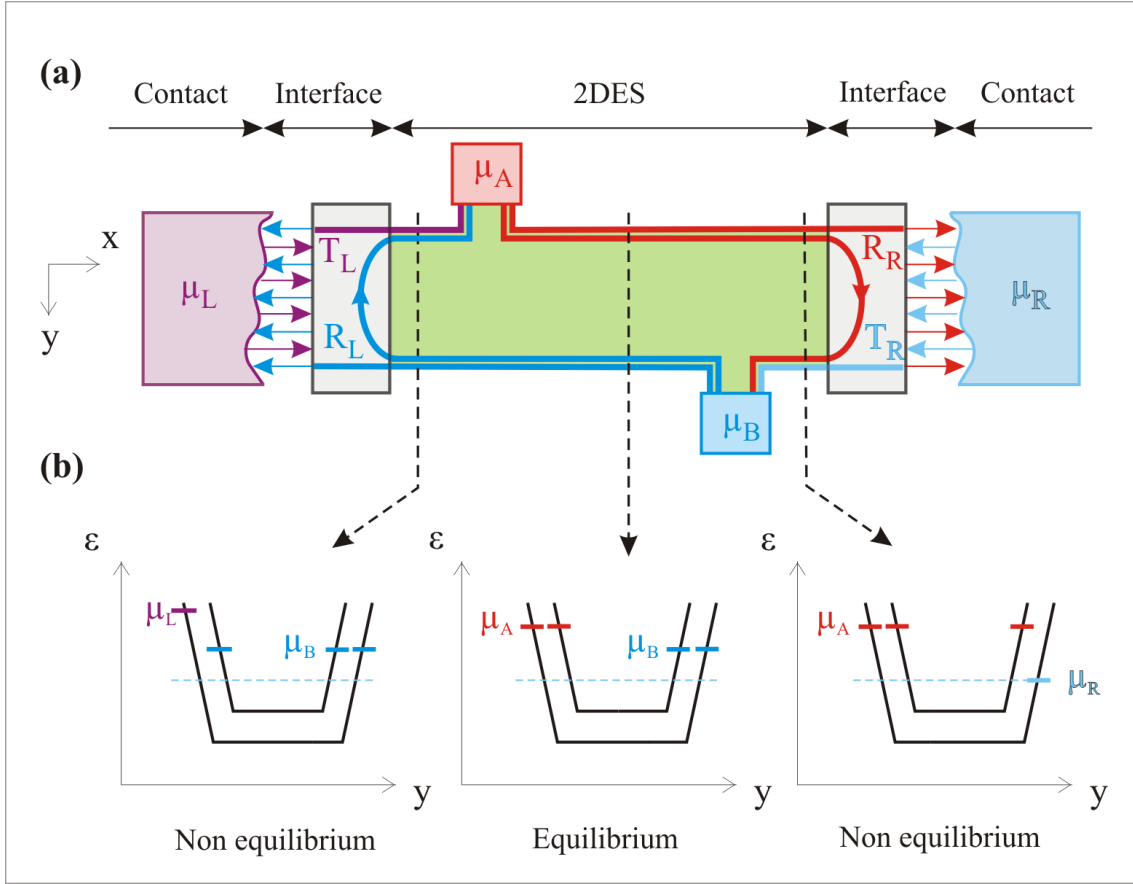 (a)
Contact Interface 2DES Interface Contact
μA
x
y
μL
TL
RL
RR
TR
μR
μB
(b)
ε ε ε
μL μB
μA μB
μA μR
y y y
Non equilibrium Equilibrium Non equilibrium